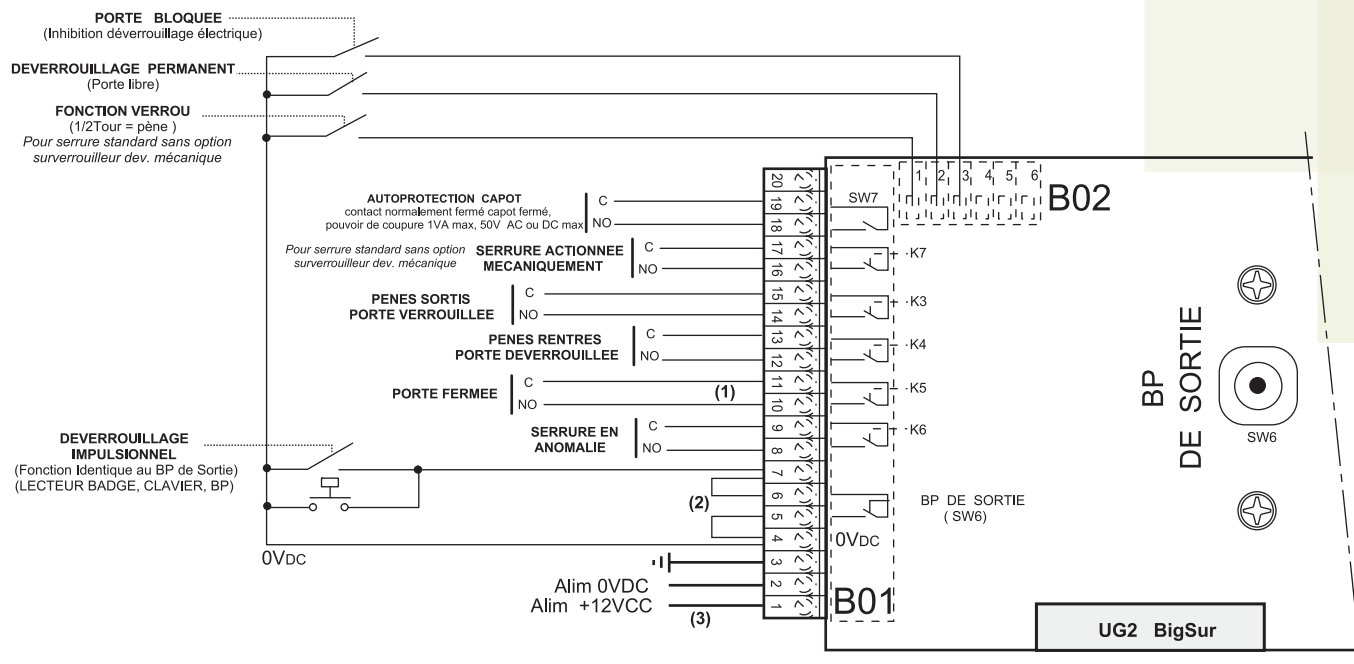 PORTE BLOQUEE
(Inhibition déverrouillage électrique)
DEVERROUILLAGE PERMANENT
(Porte libre)
FONCTION VERROU
(1/2Tour = pène )
Pour serrure standard sans option
surverrouilleur dev. mécanique
AUTOPROTECTION CAPOT
contact normalement fermé capot fermé,
pouvoir de coupure 1VA max, 50V AC ou DC max
C
NO
Pour serrure standard sans option
surverrouilleur dev. mécanique
SERRURE ACTIONNEE
MECANIQUEMENT
C
NO
PENES SORTIS
PORTE VERROUILLEE
C
NO
PENES RENTRES
PORTE DEVERROUILLEE
C
NO
PORTE FERMEE
C
NO
(1)
SERRURE EN
ANOMALIE
C
NO
DEVERROUILLAGE
IMPULSIONNEL
(Fonction Identique au BP de Sortie)
(LECTEUR BADGE, CLAVIER, BP)
(2)
0VDC
Alim 0VDC
Alim +12VCC
(3)
20
19
18
17
16
15
14
13
12
11
10
9
8
7
6
5
4
3
2
1
SW7
K7
K3
K4
K5
K6
BP DE SORTIE
( SW6)
0VDC
B01
1 2 3 4 5 6
B02
BP
DE SORTIE
SW6
UG2 BigSur